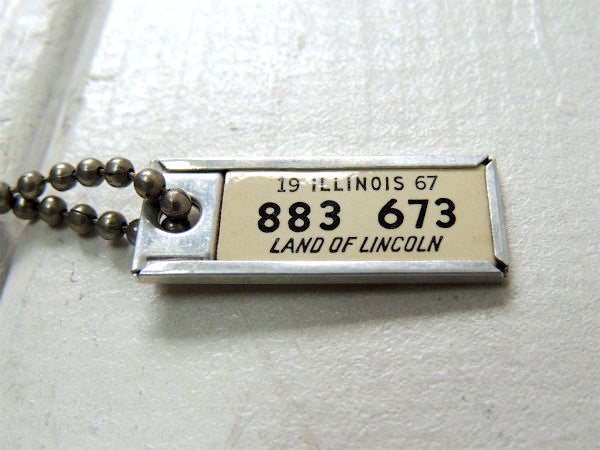 19 ILLINOIS 67
883 673
LAND OF LINCOLN